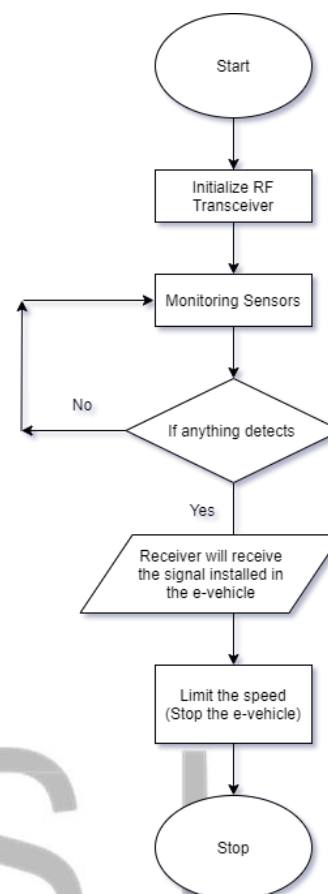 Start
Initialize RF
Transceiver
Monitoring Sensors
No
If anything detects
Yes
Receiver will receive
the signal installed in
the e-vehicle
Limit the speed
(Stop the e-vehicle)
Stop